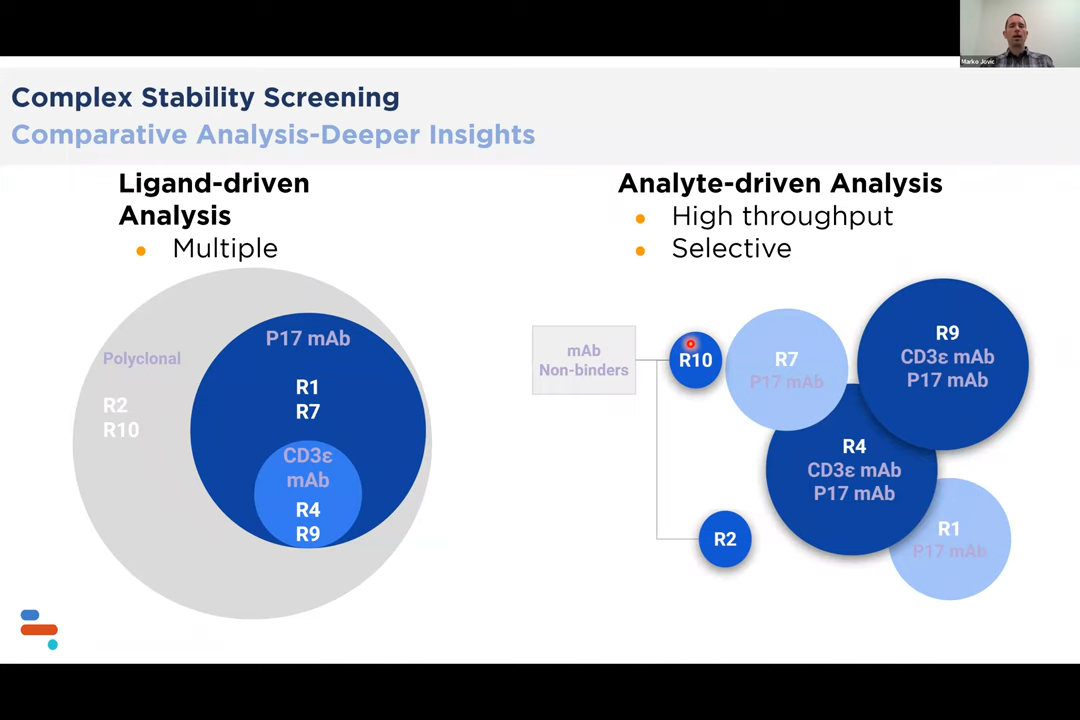 Marko Jovic
Complex Stability Screening
Comparative Analysis-Deeper Insights
Ligand-driven
Analysis
• Multiple
Polyclonal
R2
R10
P17 mAb
R1
R7
CD3ε
mAb
R4
R9
Analyte-driven Analysis
• High throughput
• Selective
mAb
Non-binders
R10
R2
R7
P17 mAb
R9
CD3ε mAb
P17 mAb
R4
CD3ε mAb
P17 mAb
R1
P17 mAb